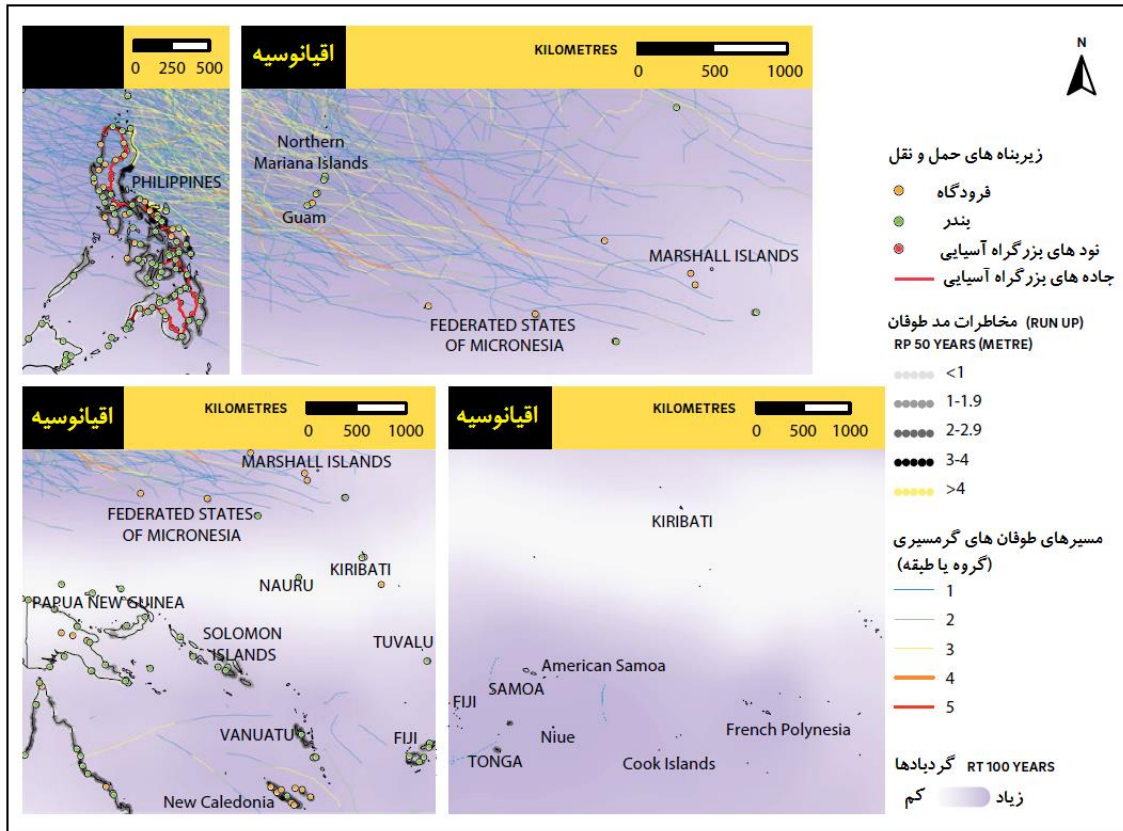 0 250 500
اقیانوسیه
KILOMETRES
0 500 1000
PHILIPPINES
Northern
Mariana Islands
Guam
MARSHALL ISLANDS
FEDERATED STATES
OF MICRONESIA
اقیانوسیه
KILOMETRES
0 500 1000
MARSHALL ISLANDS
FEDERATED STATES
OF MICRONESIA
KIRIBATI
NAURU
PAPUA NEW GUINEA
SOLOMON
ISLANDS
TUVALU
VANUATU
FIJI
New Caledonia
KILOMETRES
0 500 1000
اقیانوسیه
KIRIBATI
American Samoa
SAMOA
FIJI
French Polynesia
Niue
TONGA
Cook Islands
N
زیربناه های حمل و نقل
فرودگاه
بندر
نود های بزرگراه آسیایی
جاده های بزرگراه آسیایی
مخاطرات مد طوفان (RUN UP)
RP 50 YEARS (METRE)
<1
1-1.9
2-2.9
3-4
>4
مسیرهای طوفان های گرمسیری
(گروه یا طبقه)
1
2
3
4
5
گردبادها RT 100 YEARS
کم زیاد